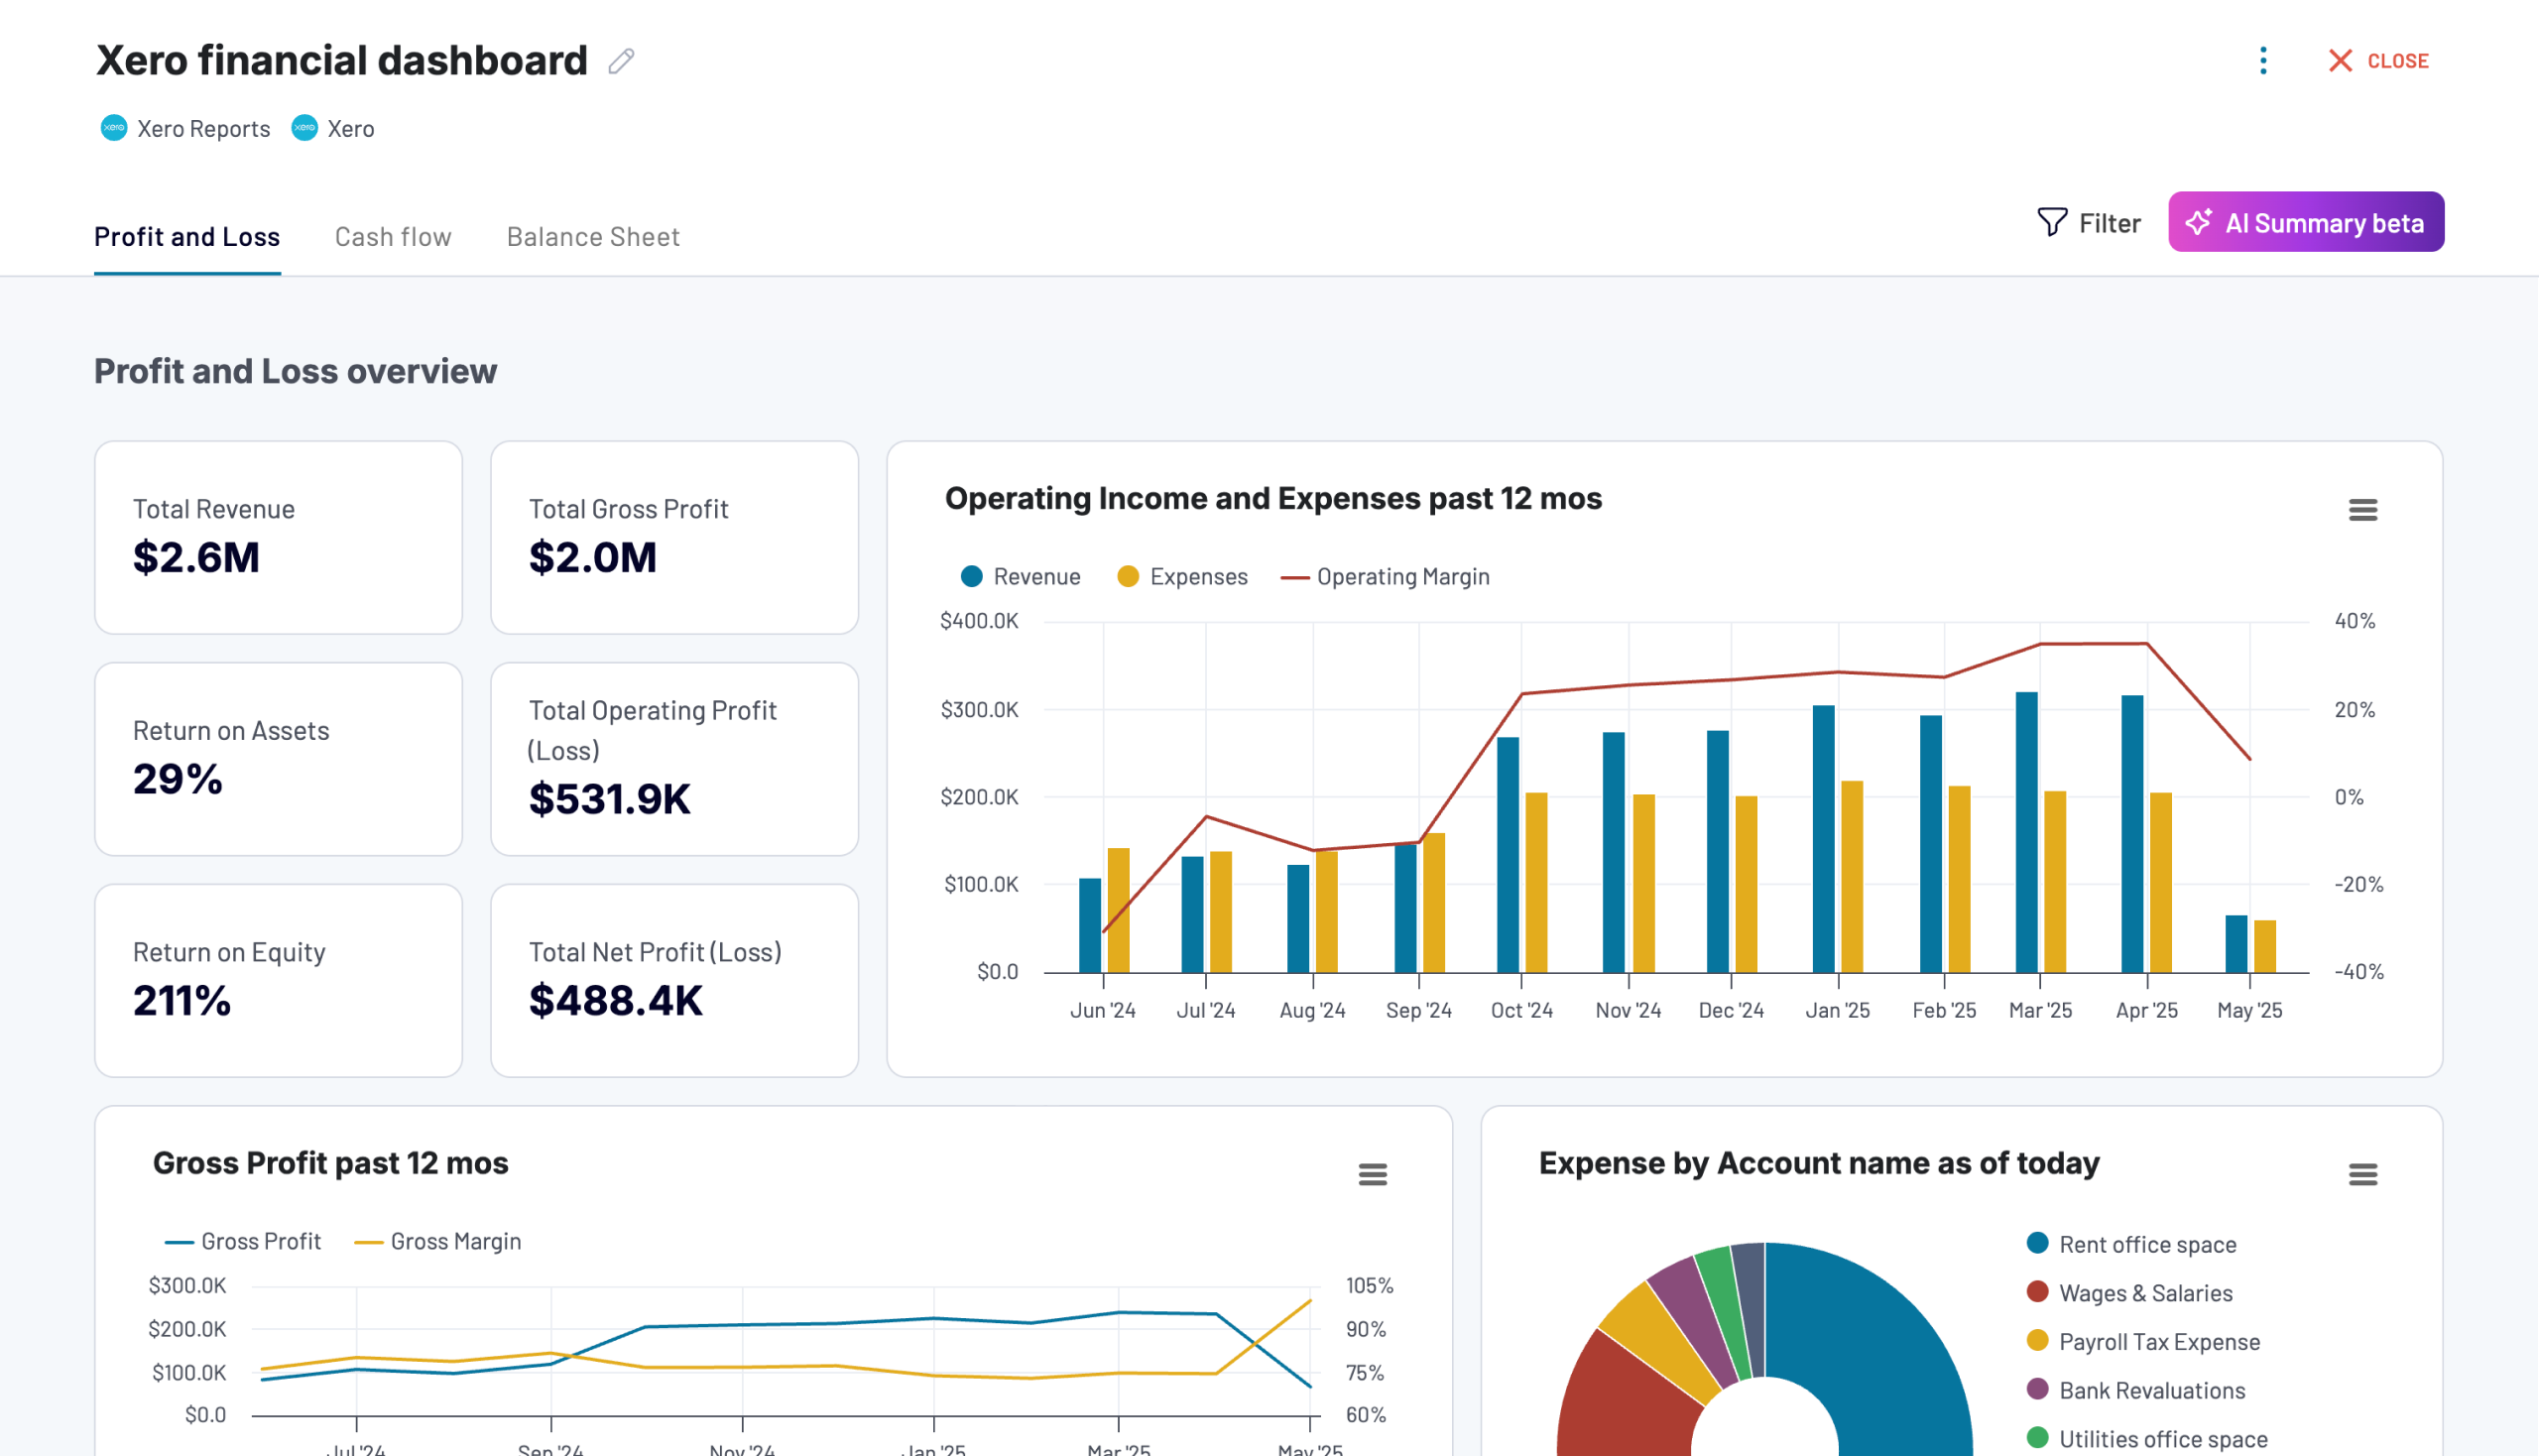 Xero financial dashboard
CLOSE
xero Xero Reports xero Xero
Profit and Loss
Cash flow
Balance Sheet
Filter
AI Summary beta
Profit and Loss overview
Total Revenue
$2.6M
Total Gross Profit
$2.0M
Return on Assets
29%
Total Operating Profit
(Loss)
$531.9K
Return on Equity
211%
Total Net Profit (Loss)
$488.4K
Operating Income and Expenses past 12 mos
Revenue Expenses Operating Margin
$400.0K 40%
$300.0K 20%
$200.0K 0%
$100.0K -20%
$0.0 -40%
Jun '24 Jul '24 Aug '24 Sep '24 Oct '24 Nov '24 Dec '24 Jan '25 Feb '25 Mar '25 Apr '25 May '25
Gross Profit past 12 mos
Gross Profit Gross Margin
$300.0K 105%
$200.0K 90%
$100.0K 75%
$0.0 60%
Jul '24 Sep '24 Nov '24 Jan '25 Mar '25 May '25
Expense by Account name as of today
Rent office space
Wages & Salaries
Payroll Tax Expense
Bank Revaluations
Utilities office space